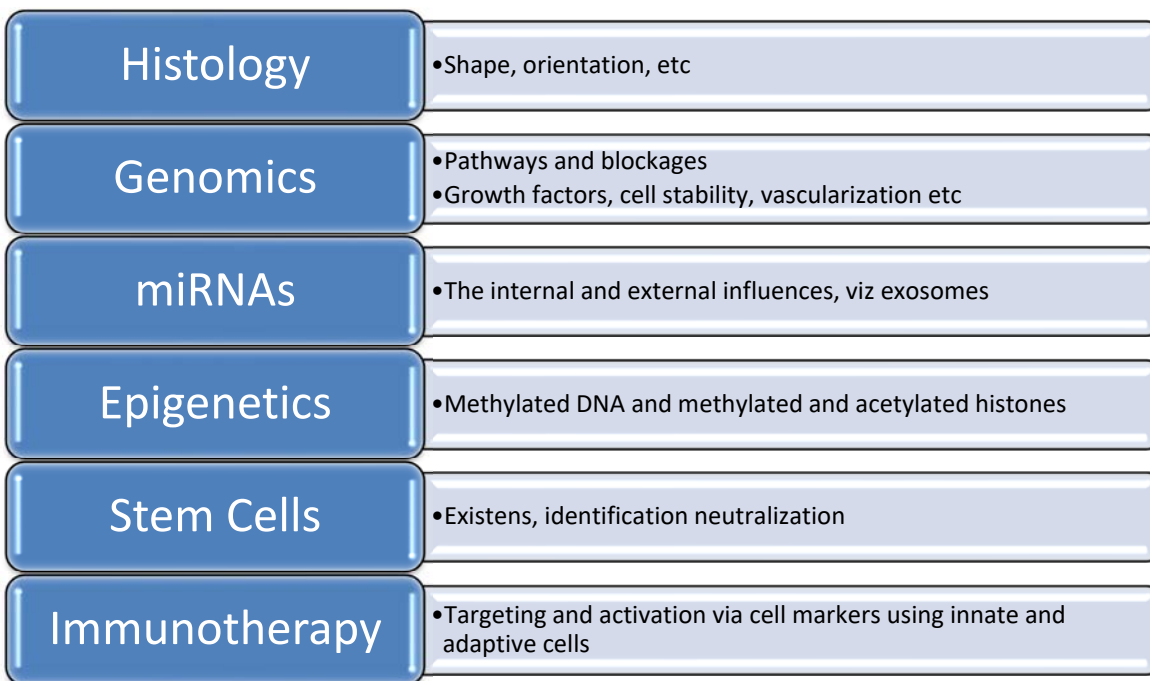 Histology
•Shape, orientation, etc
Genomics
•Pathways and blockages
•Growth factors, cell stability, vascularization etc
miRNAs
•The internal and external influences, viz exosomes
Epigenetics
•Methylated DNA and methylated and acetylated histones
Stem Cells
•Existens, identification neutralization
Immunotherapy
•Targeting and activation via cell markers using innate and
adaptive cells